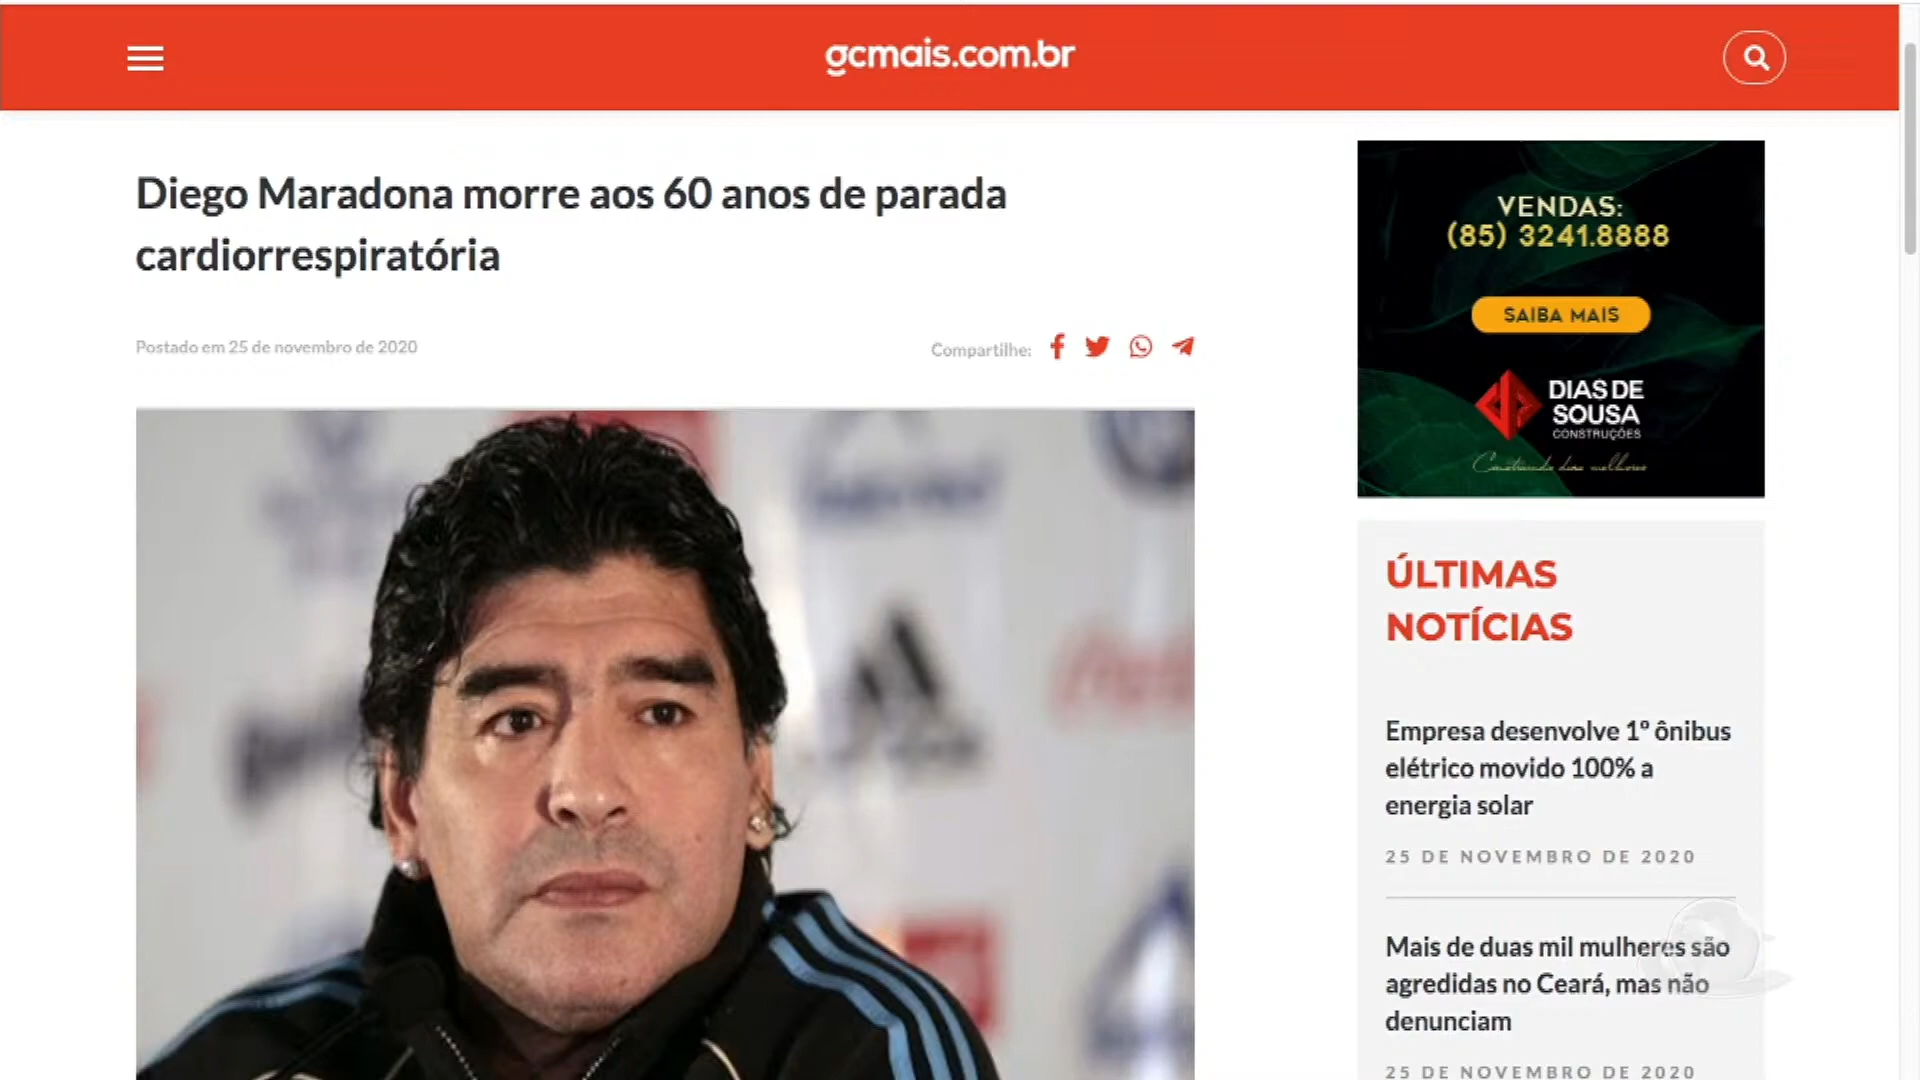 gcmais.com.br
Diego Maradona morre aos 60 anos de parada
cardiorrespiratória
Postado em 25 de novembro de 2020
Compartilhe:
VENDAS:
(85) 3241.8888
SAIBA MAIS
DIAS DE
SOUSA
CONSTRUÇÕES
Construindo dias melhores
ÚLTIMAS
NOTÍCIAS
Empresa desenvolve 1º ônibus
elétrico movido 100% a
energia solar
25 DE NOVEMBRO DE 2020
Mais de duas mil mulheres são
agredidas no Ceará, mas não
denunciam
25 DE NOVEMBRO DE 2020